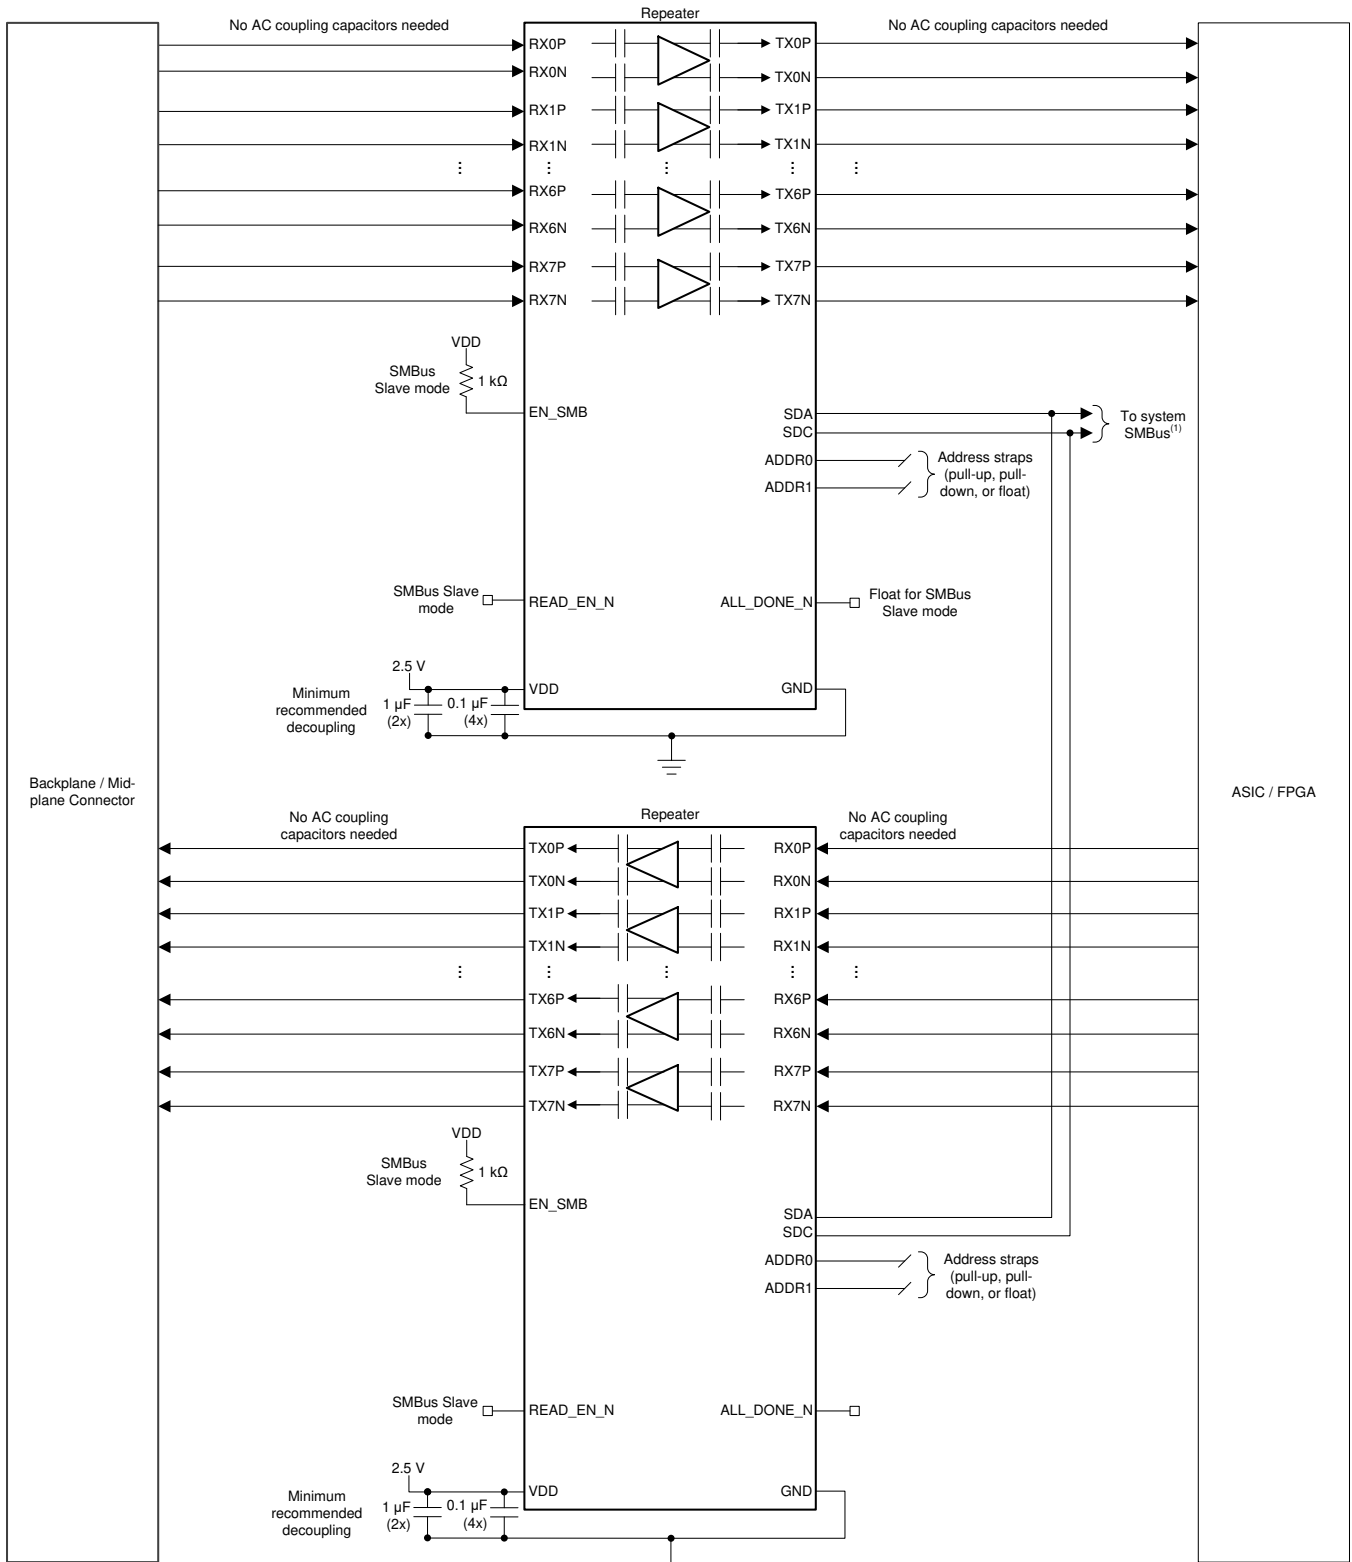 Repeater
No AC coupling capacitors needed
No AC coupling capacitors needed
RX0P
TX0P
RX0N
TX0N
RX1P
TX1P
RX1N
TX1N
...
...
...
...
...
RX6P
TX6P
RX6N
TX6N
RX7P
TX7P
RX7N
TX7N
VDD
SMBus
Slave mode
1 kΩ
EN_SMB
SDA
SDC
To system
SMBus(1)
ADDR0
ADDR1
Address straps
(pull-up, pull-
down, or float)
SMBus Slave
mode
READ_EN_N
ALL_DONE_N
Float for SMBus
Slave mode
2.5 V
VDD
GND
Minimum
recommended
decoupling
1 µF
(2x)
0.1 µF
(4x)
Backplane / Mid-
plane Connector
ASIC / FPGA
Repeater
No AC coupling
capacitors needed
No AC coupling
capacitors needed
TX0P
RX0P
TX0N
RX0N
TX1P
RX1P
TX1N
RX1N
...
...
...
...
...
TX6P
RX6P
TX6N
RX6N
TX7P
RX7P
TX7N
RX7N
VDD
SMBus
Slave mode
1 kΩ
EN_SMB
SDA
SDC
ADDR0
ADDR1
Address straps
(pull-up, pull-
down, or float)
SMBus Slave
mode
READ_EN_N
ALL_DONE_N
2.5 V
VDD
GND
Minimum
recommended
decoupling
1 µF
(2x)
0.1 µF
(4x)